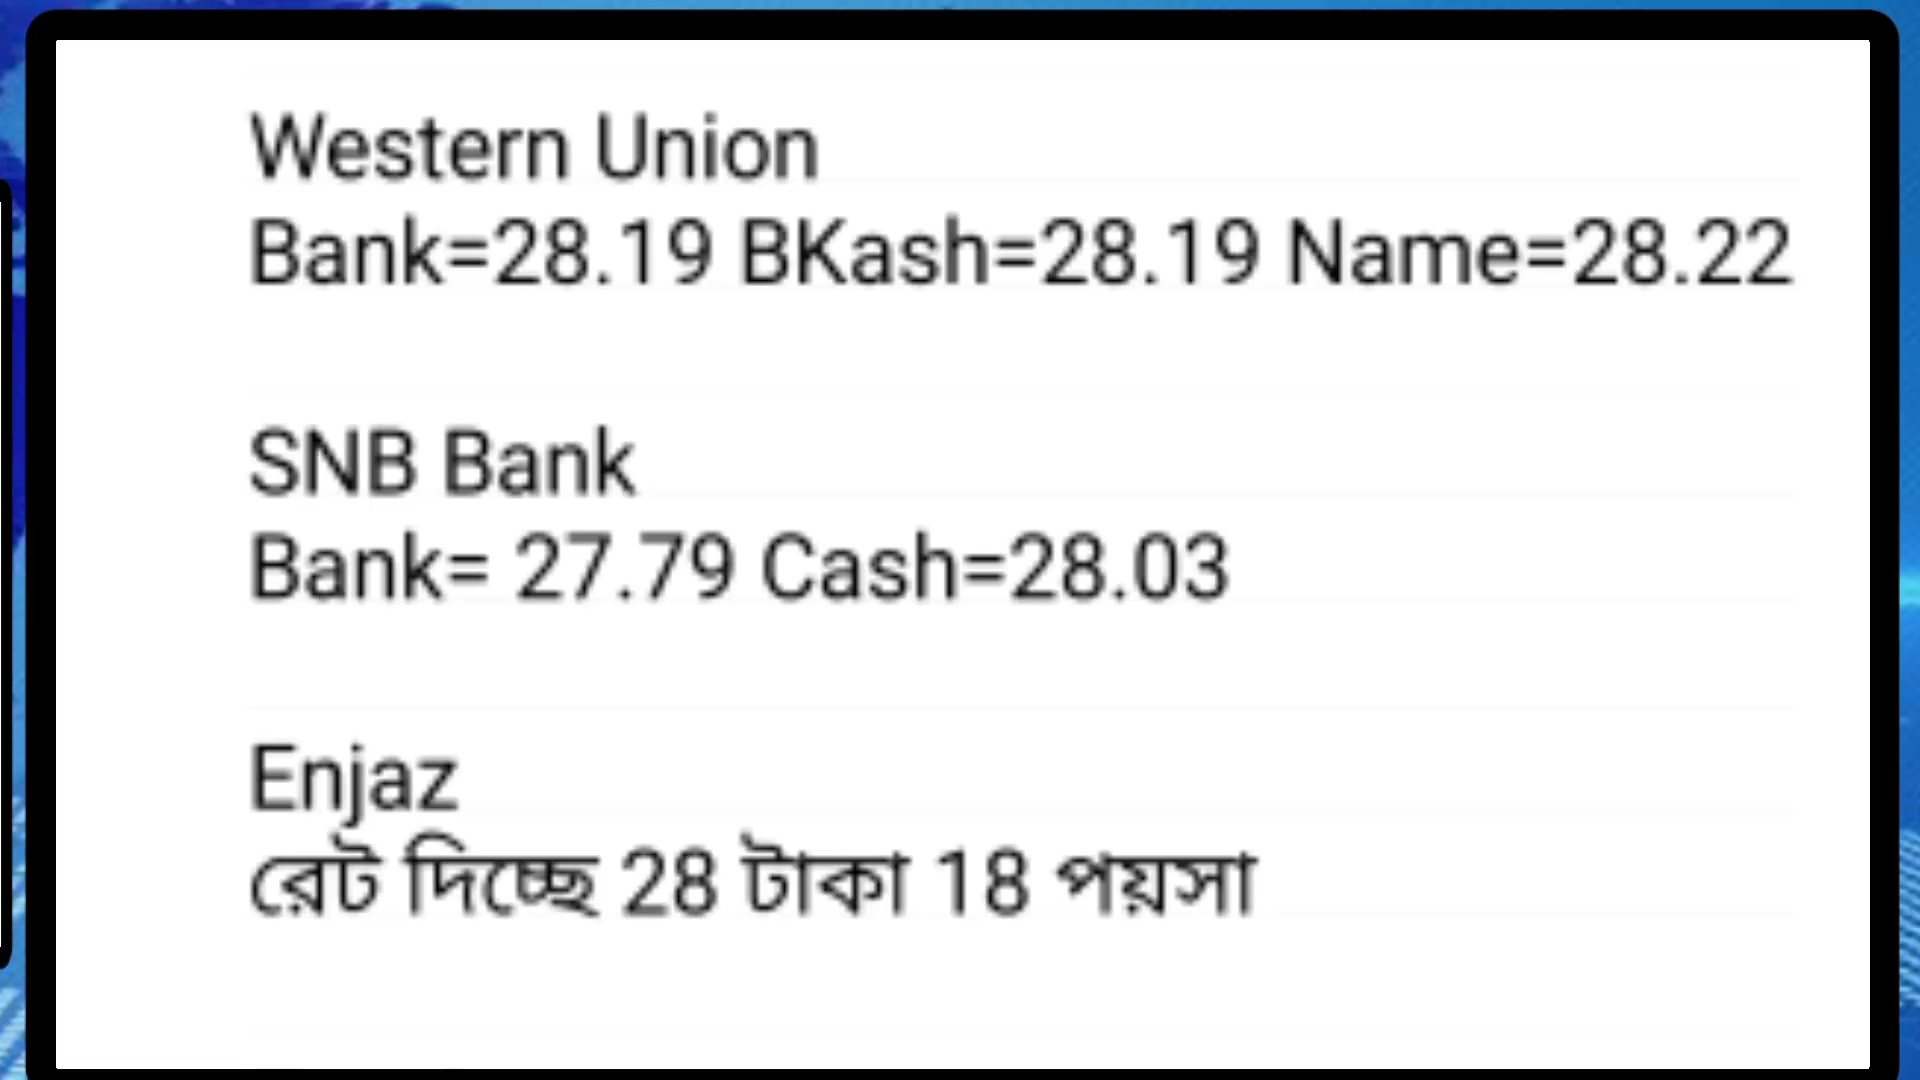 Western Union
Bank=28.19 BKash=28.19 Name=28.22
SNB Bank
Bank= 27.79 Cash=28.03
Enjaz
রেট দিচ্ছে 28 টাকা 18 পয়সা